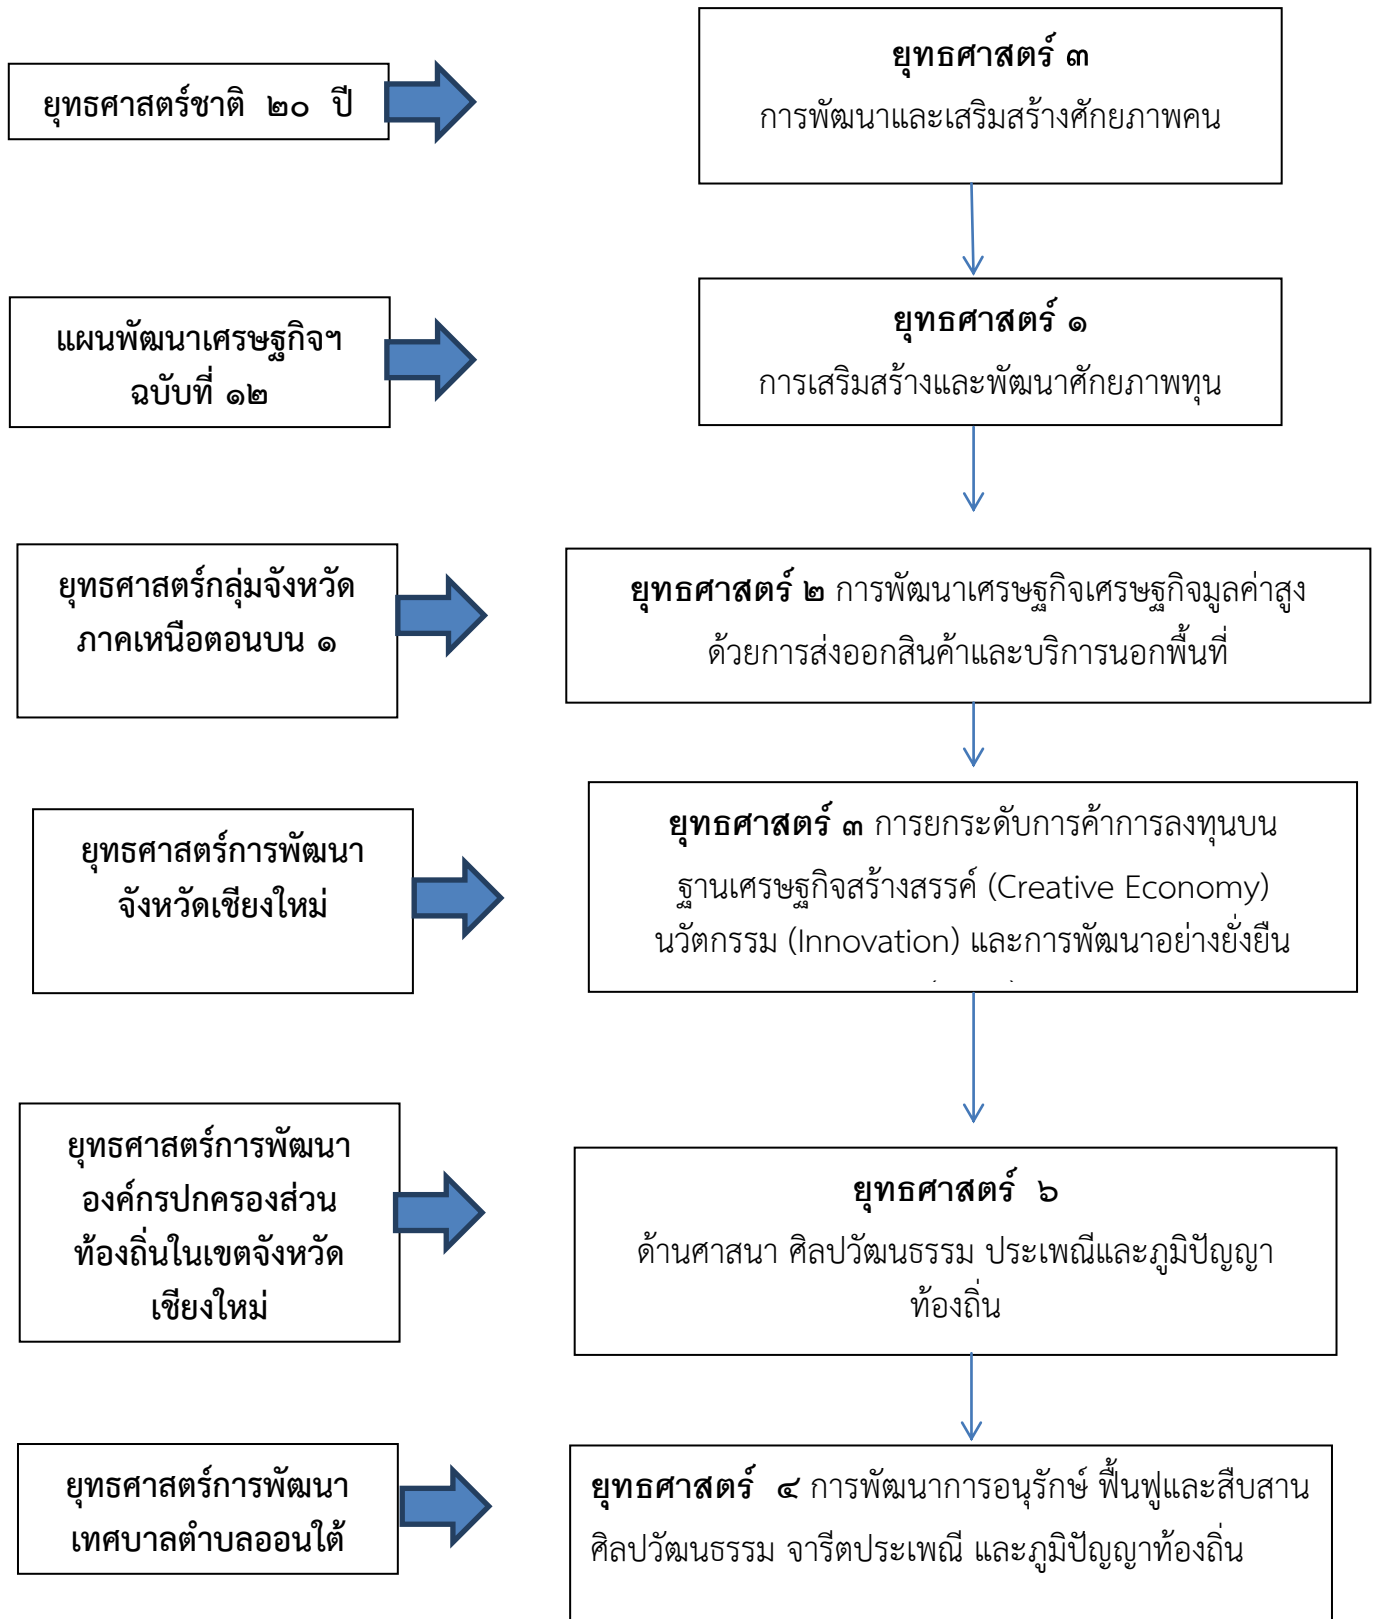 ยุทธศาสตร์ชาติ ๒๐ ปี
ยุทธศาสตร์ ๓
การพัฒนาและเสริมสร้างศักยภาพคน
แผนพัฒนาเศรษฐกิจฯ
ฉบับที่ ๑๒
ยุทธศาสตร์ ๑
การเสริมสร้างและพัฒนาศักยภาพทุน
ยุทธศาสตร์กลุ่มจังหวัด
ภาคเหนือตอนบน ๑
ยุทธศาสตร์ ๒ การพัฒนาเศรษฐกิจเศรษฐกิจมูลค่าสูง
ด้วยการส่งออกสินค้าและบริการนอกพื้นที่
ยุทธศาสตร์การพัฒนา
จังหวัดเชียงใหม่
ยุทธศาสตร์ ๓ การยกระดับการค้าการลงทุนบน
ฐานเศรษฐกิจสร้างสรรค์ (Creative Economy)
นวัตกรรม (Innovation) และการพัฒนาอย่างยั่งยืน
ยุทธศาสตร์การพัฒนา
องค์กรปกครองส่วน
ท้องถิ่นในเขตจังหวัด
เชียงใหม่
ยุทธศาสตร์ ๖
ด้านศาสนา ศิลปวัฒนธรรม ประเพณีและภูมิปัญญา
ท้องถิ่น
ยุทธศาสตร์การพัฒนา
เทศบาลตำบลออนใต้
ยุทธศาสตร์ ๔ การพัฒนาการอนุรักษ์ ฟื้นฟูและสืบสาน
ศิลปวัฒนธรรม จารีตประเพณี และภูมิปัญญาท้องถิ่น